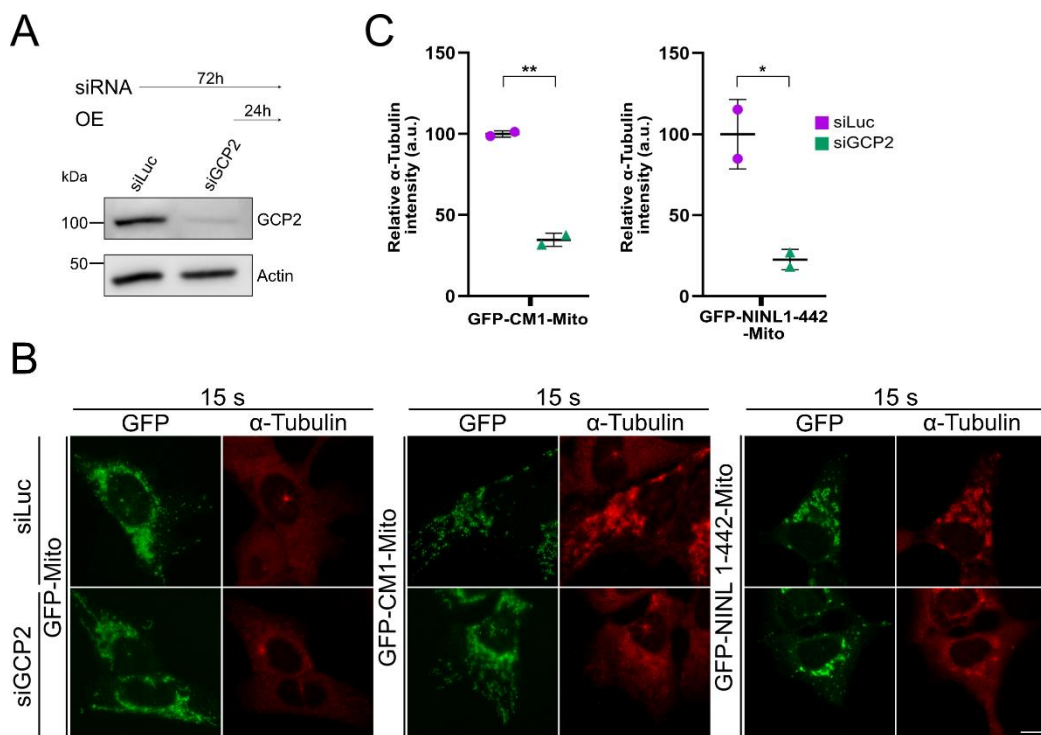 A
siRNA 72h
OE 24h
kDa siLuc siGCP2
100 GCP2
50
Actin
C
Relative α-Tubulin
intensity (a.u.)
150
100
50
0
**
GFP-CM1-Mito
Relative α-Tubulin
intensity (a.u.)
150
100
50
0
*
GFP-NINL1-442
-Mito
siLuc
siGCP2
B
15 s 15 s 15 s
GFP α-Tubulin GFP α-Tubulin GFP α-Tubulin
siLuc
siGCP2
GFP-Mito
GFP-CM1-Mito
GFP-NINL 1-442-Mito